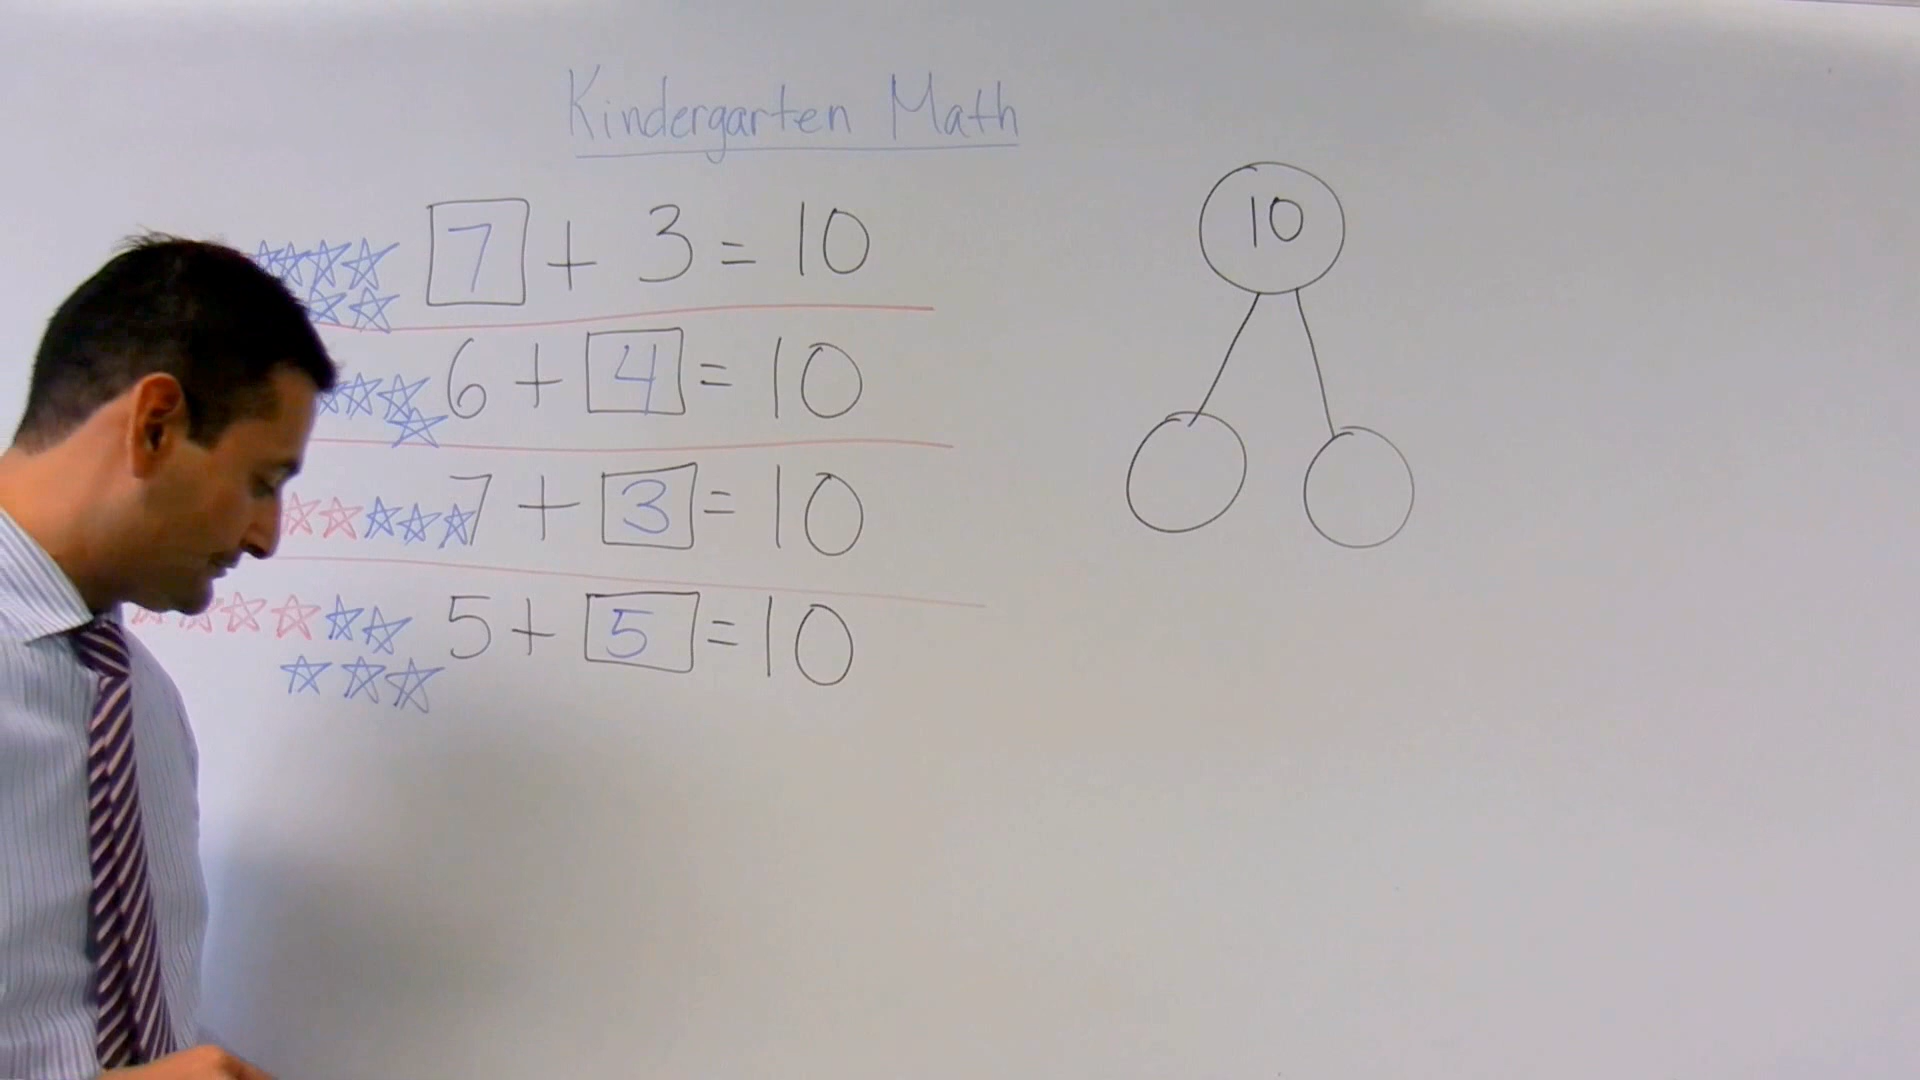 Kindergarten Math
7 + 3 = 10
6 + 4 = 10
7 + 3 = 10
5 + 5 = 10
10